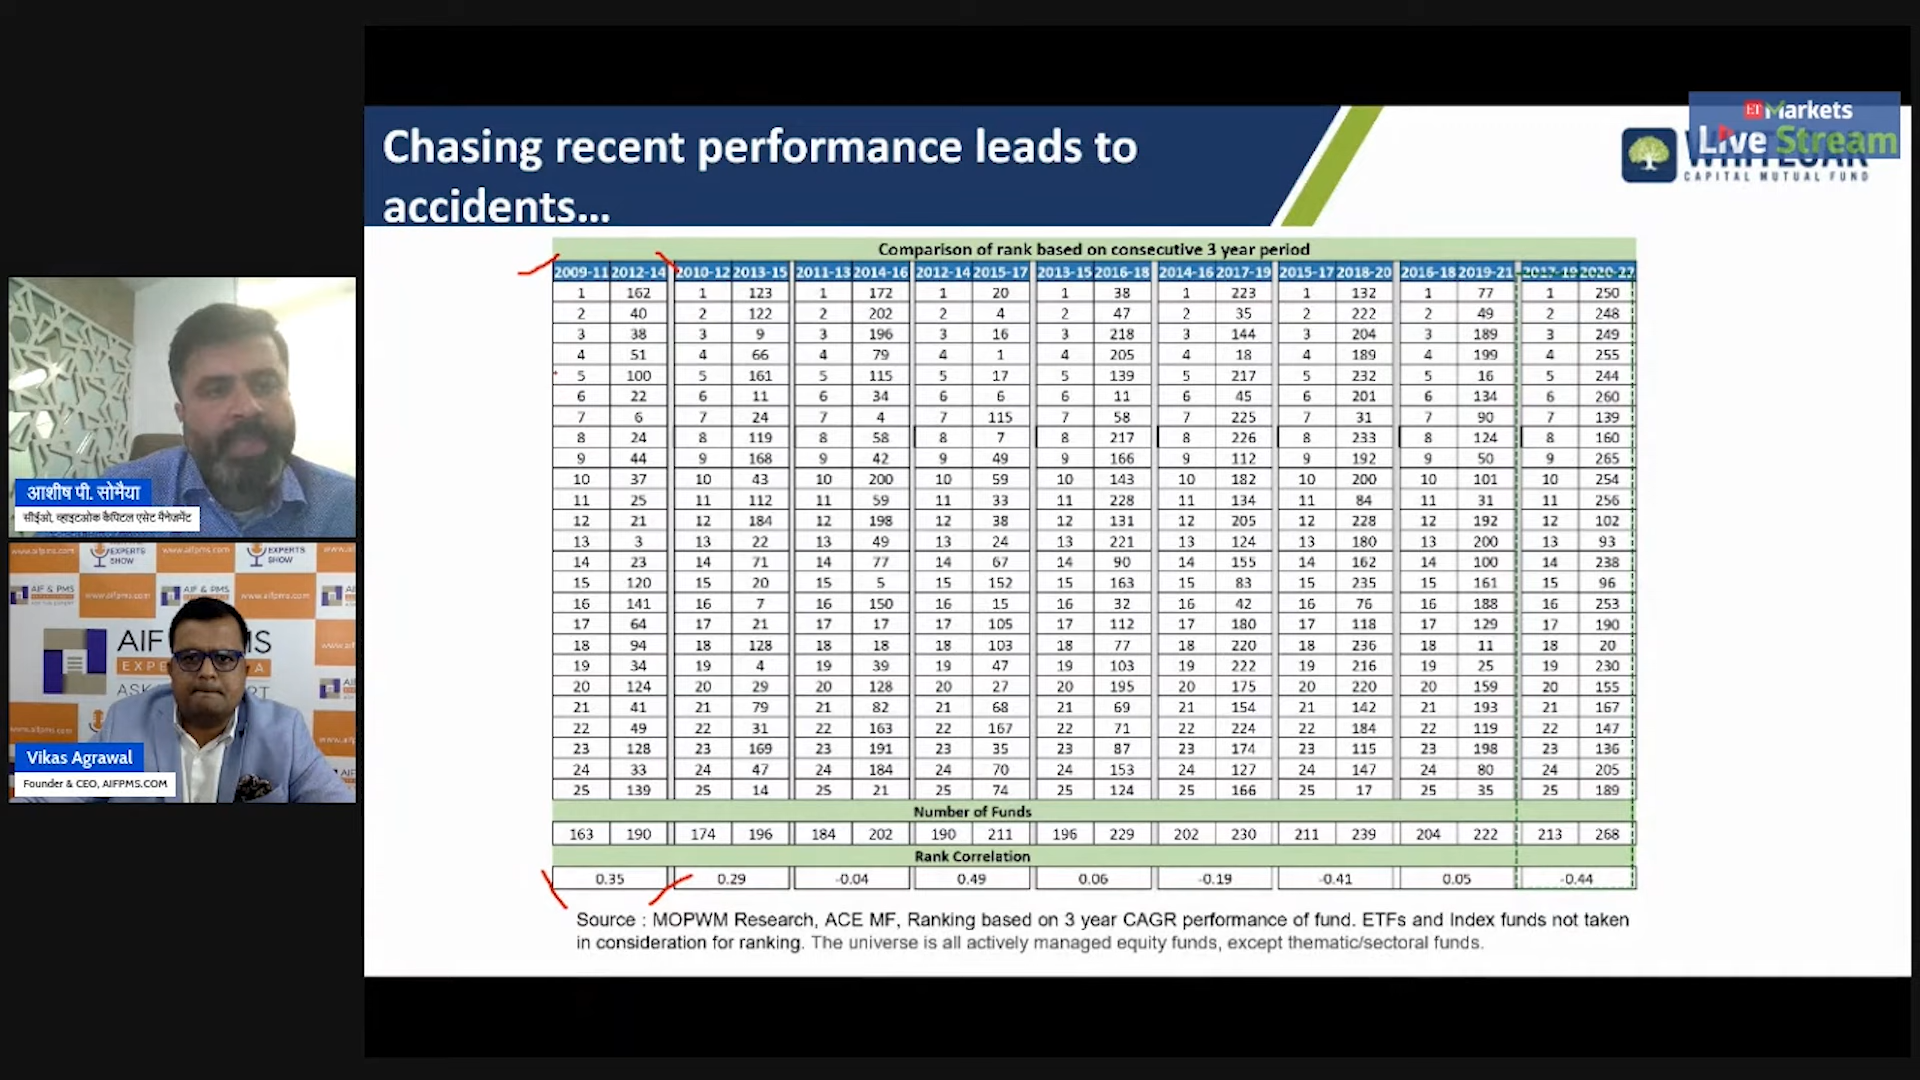 Chasing recent performance leads to
accidents...
ET Markets
Live Stream
CAPITAL MUTUAL FUND
Comparison of rank based on consecutive 3 year period
2009-11 2012-14 2010-12 2013-15 2011-13 2014-16 2012-14 2015-17 2013-15 2016-18 2014-16 2017-19 2015-17 2018-20 2016-18 2019-21 2017-19
1 162 1 123 1 172 1 20 1 38 1 223 1 132 1 77 1 250
2 40 2 122 2 202 2 4 2 47 2 35 2 222 2 49 2 248
3 38 3 9 3 196 3 16 3 218 3 144 3 204 3 189 3 249
4 51 4 66 4 79 4 1 4 205 4 18 4 189 4 199 4 255
5 100 5 161 5 115 5 17 5 139 5 217 5 232 5 16 5 244
6 22 6 11 6 34 6 6 6 11 6 45 6 201 6 134 6 260
7 6 7 24 7 4 7 115 7 58 7 225 7 31 7 90 7 139
8 24 8 119 8 58 8 7 8 217 8 226 8 233 8 124 8 160
9 44 9 168 9 42 9 49 9 166 9 112 9 192 9 50 9 265
10 37 10 43 10 200 10 59 10 143 10 182 10 200 10 101 10 254
11 25 11 112 11 59 11 33 11 228 11 134 11 84 11 31 11 256
12 21 12 184 12 198 12 38 12 131 12 205 12 228 12 192 12 102
13 3 13 22 13 49 13 24 13 221 13 124 13 180 13 200 13 93
14 23 14 71 14 77 14 67 14 90 14 155 14 162 14 100 14 238
15 120 15 20 15 5 15 152 15 163 15 83 15 235 15 161 15 96
16 141 16 7 16 150 16 15 16 32 16 42 16 76 16 188 16 253
17 64 17 21 17 17 17 105 17 112 17 180 17 118 17 129 17 190
18 94 18 128 18 18 18 103 18 77 18 220 18 236 18 11 18 20
19 34 19 4 19 39 19 47 19 103 19 222 19 216 19 25 19 230
20 124 20 29 20 128 20 27 20 195 20 175 20 220 20 159 20 155
21 41 21 79 21 82 21 68 21 69 21 154 21 142 21 193 21 167
22 49 22 31 22 163 22 167 22 71 22 224 22 184 22 119 22 147
23 128 23 169 23 191 23 35 23 87 23 174 23 115 23 198 23 136
24 33 24 47 24 184 24 70 24 153 24 127 24 147 24 80 24 205
25 139 25 14 25 21 25 74 25 124 25 166 25 17 25 35 25 189
Number of Funds
163 190 174 196 184 202 190 211 196 229 202 230 211 239 204 222 213 268
Rank Correlation
0.35 0.29 -0.04 0.49 0.06 -0.19 -0.41 0.05 -0.44
Source : MOPWM Research, ACE MF, Ranking based on 3 year CAGR performance of fund. ETFs and Index funds not taken
in consideration for ranking. The universe is all actively managed equity funds, except thematic/sectoral funds.
आशीष पी. सोमैया
सीईओ, व्हाइटओक कैपिटल एसेट मैनेजमेंट
www.aifpms.com
EXPERTS
SHOW
www.aifpms.com
EXPERTS
SHOW
AIF & PMS
www.aifpms.com
AIF & PMS
www.aifpms.com
AIF
Vikas Agrawal
Founder & CEO, AIFPMS.COM